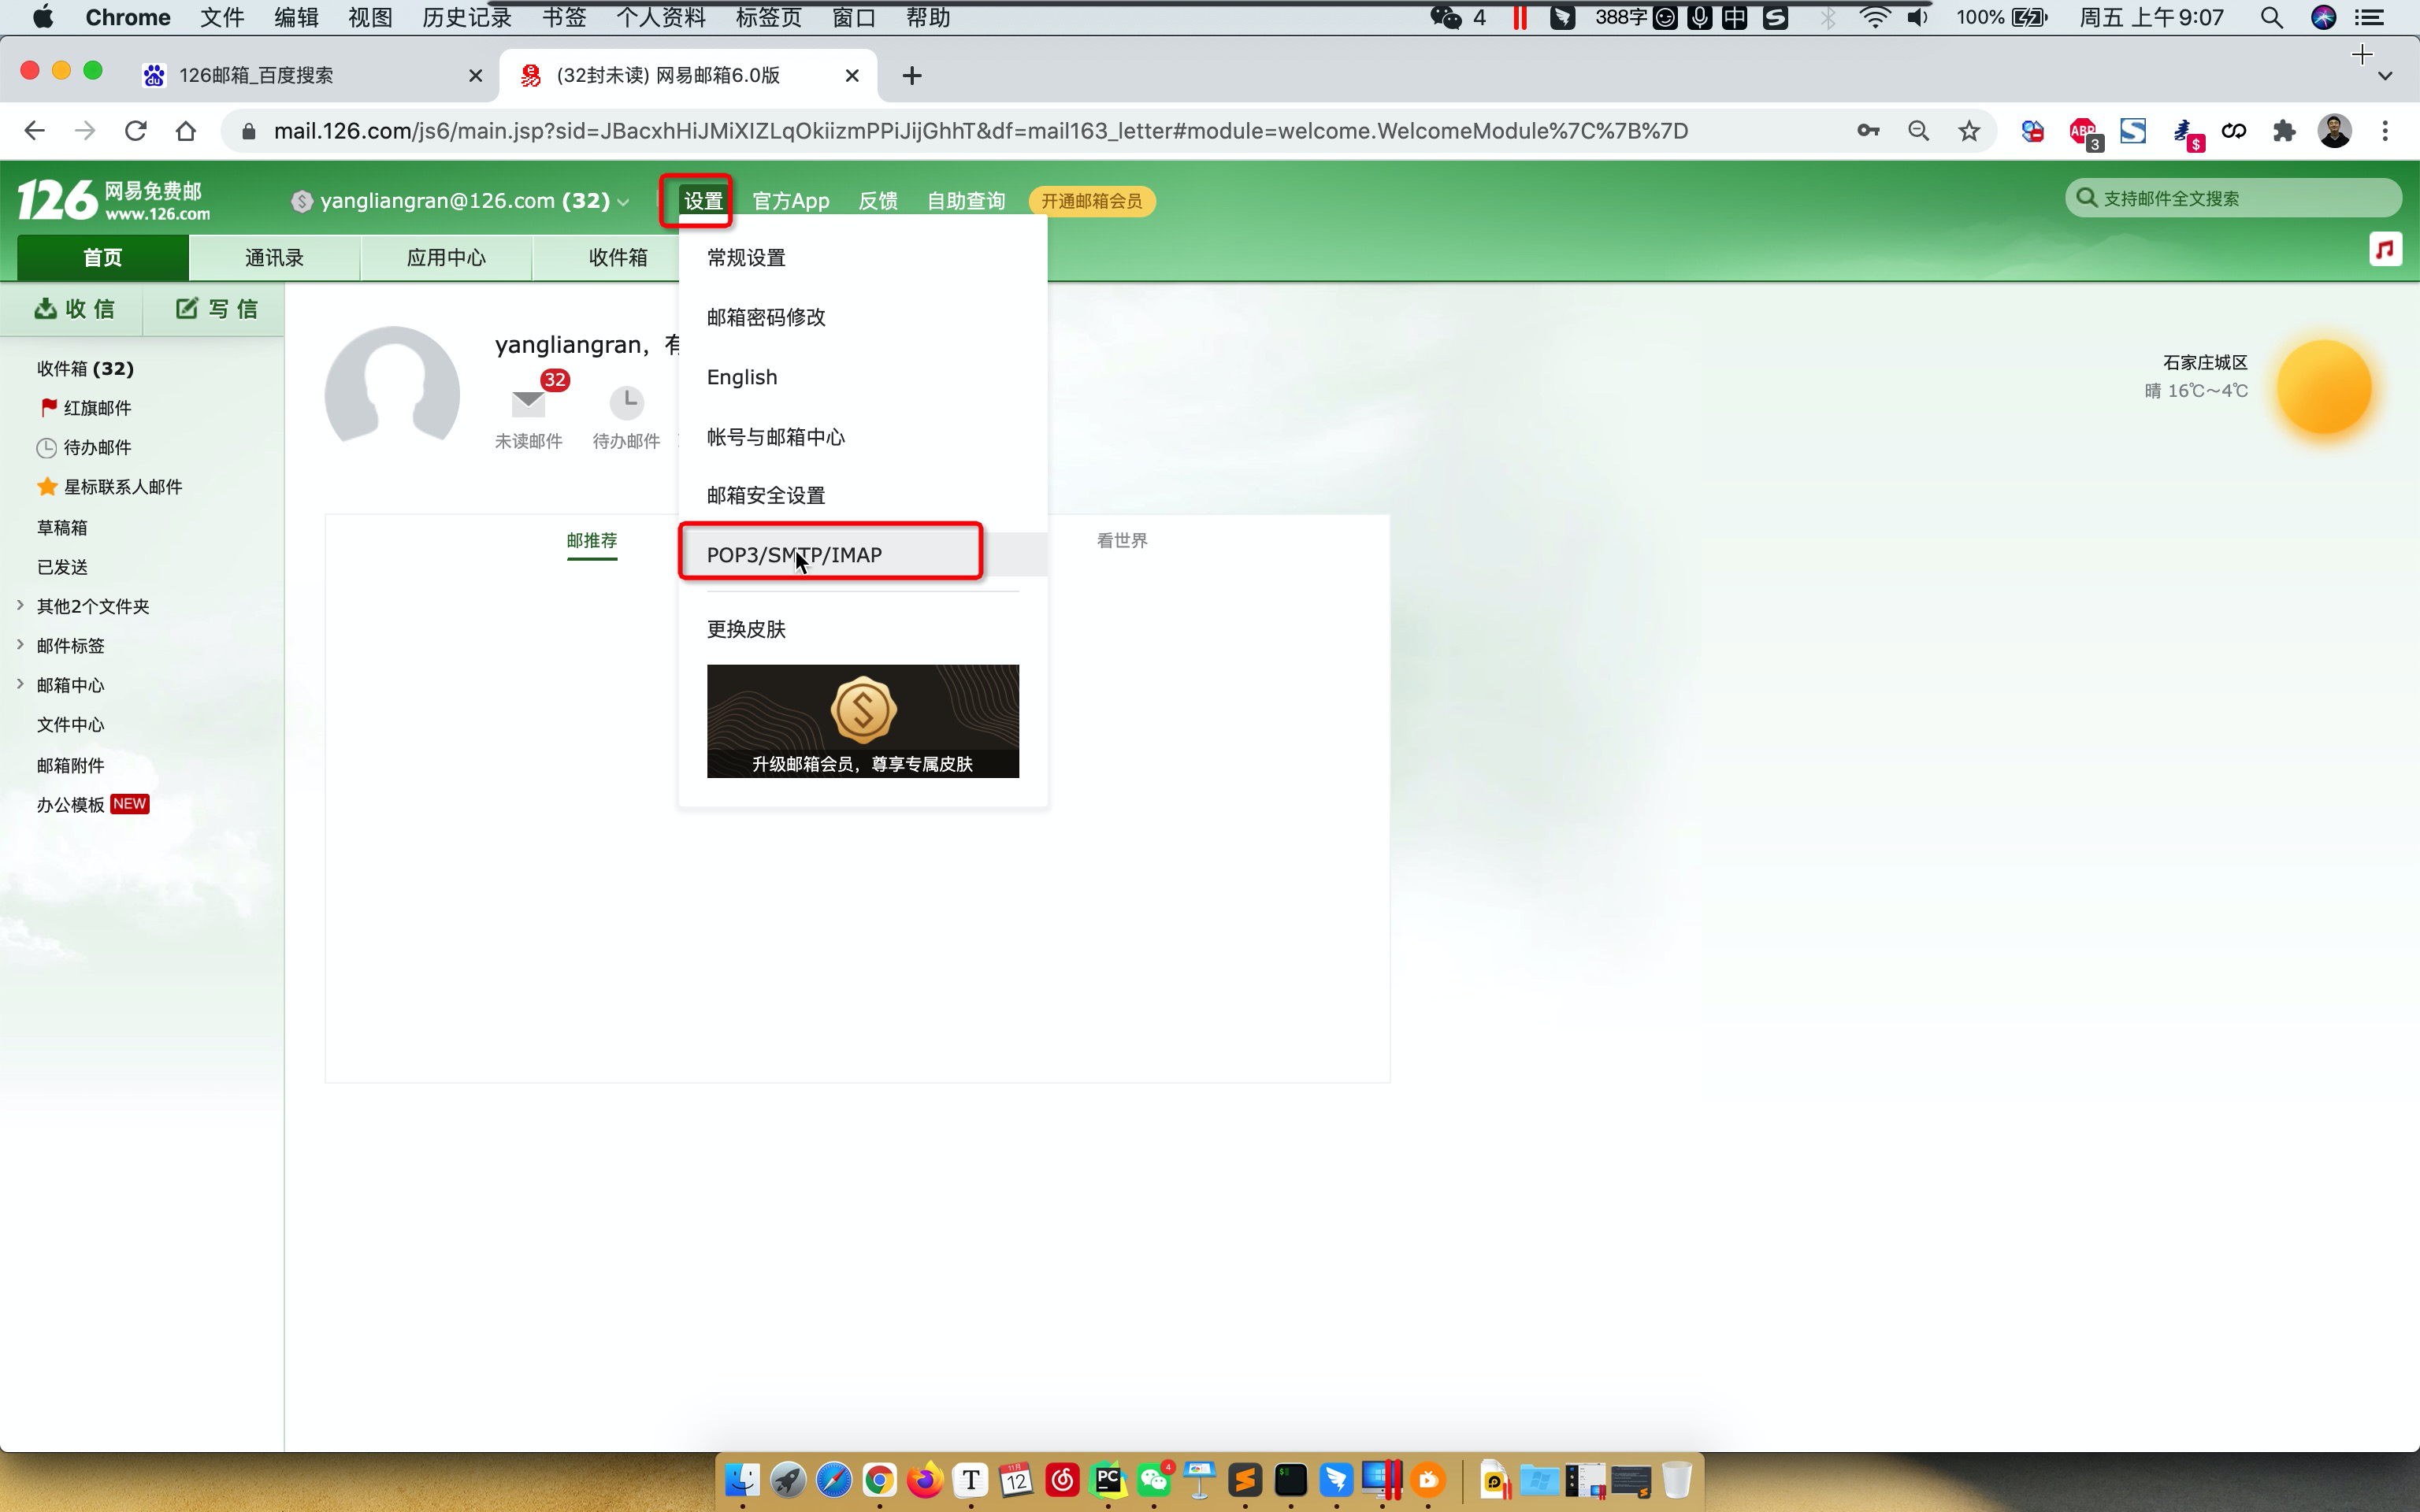 Chrome 文件 编辑 视图 历史记录 书签 个人资料 标签页 窗口 帮助 4 388字 中 100% 周五 上午9:07
126邮箱_百度搜索 (32封未读) 网易邮箱6.0版
mail.126.com/js6/main.jsp?sid=JBacxhHiJMiXIZLqOkiizmPPiJijGhhT&df=mail163_letter#module=welcome.WelcomeModule%7C%7B%7D ABP 3 $
126 网易免费邮
www.126.com
yangliangran@126.com (32) 设置 官方App 反馈 自助查询 开通邮箱会员 支持邮件全文搜索
首页 通讯录 应用中心 收件箱
收信 写信
收件箱 (32)
红旗邮件
待办邮件
星标联系人邮件
草稿箱
已发送
其他2个文件夹
邮件标签
邮箱中心
文件中心
邮箱附件
办公模板 NEW
yangliangran，有
32
未读邮件 待办邮件
常规设置
邮箱密码修改
English
帐号与邮箱中心
邮箱安全设置
POP3/SMTP/IMAP
更换皮肤
升级邮箱会员，尊享专属皮肤
邮推荐 看世界
石家庄城区
晴 16℃～4℃
T 11月 12 PC 4